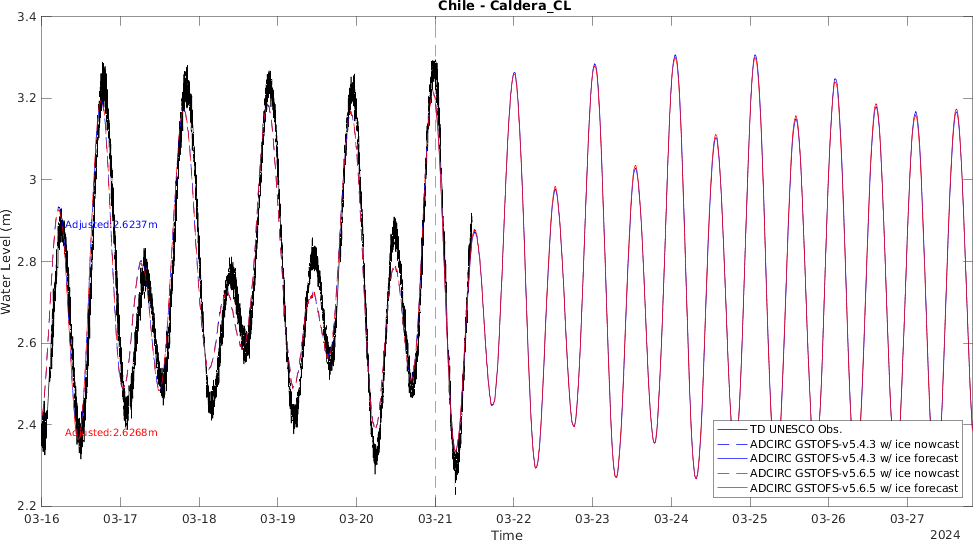 Chile - Caldera_CL
3.4
3.2
3
2.8
2.6
2.4
2.2
Water Level (m)
Adjusted:2.6237m
Adjusted:2.6268m
TD UNESCO Obs.
ADCIRC GSTOFS-v5.4.3 w/ ice nowcast
ADCIRC GSTOFS-v5.4.3 w/ ice forecast
ADCIRC GSTOFS-v5.6.5 w/ ice nowcast
ADCIRC GSTOFS-v5.6.5 w/ ice forecast
03-16 03-17 03-18 03-19 03-20 03-21 03-22 03-23 03-24 03-25 03-26 03-27
Time
2024